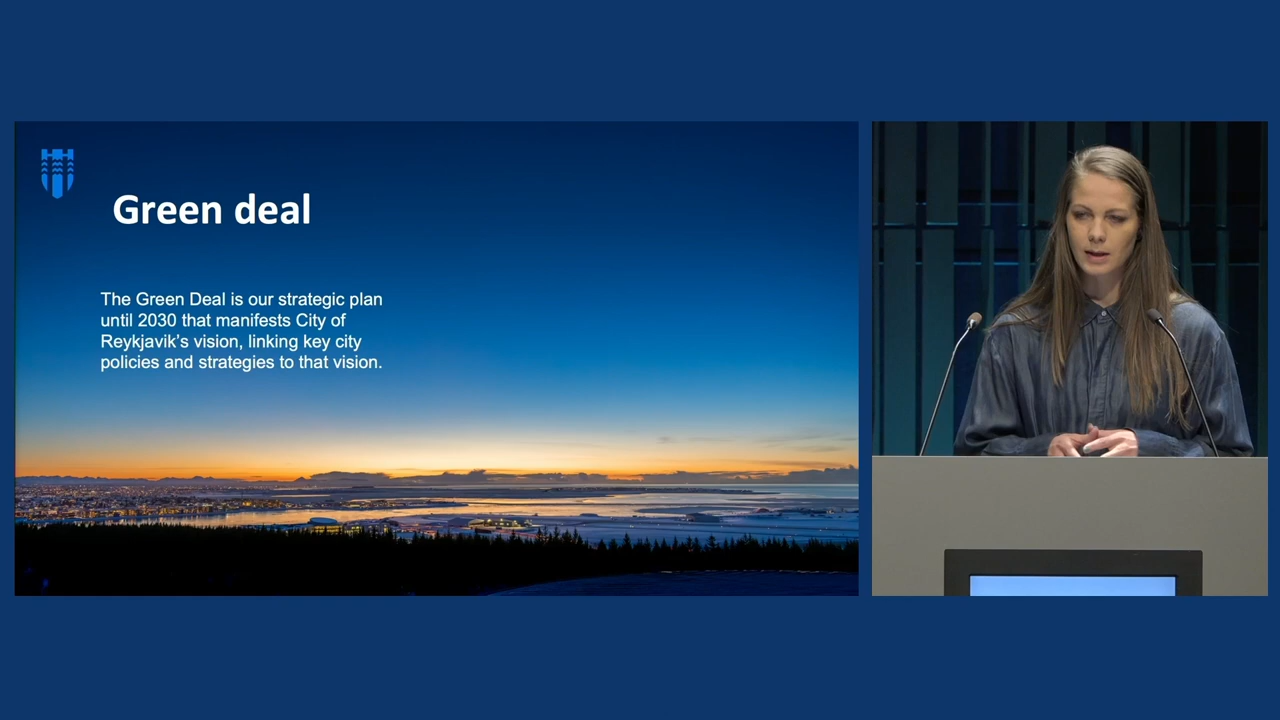 Green deal
The Green Deal is our strategic plan
until 2030 that manifests City of
Reykjavik's vision, linking key city
policies and strategies to that vision.